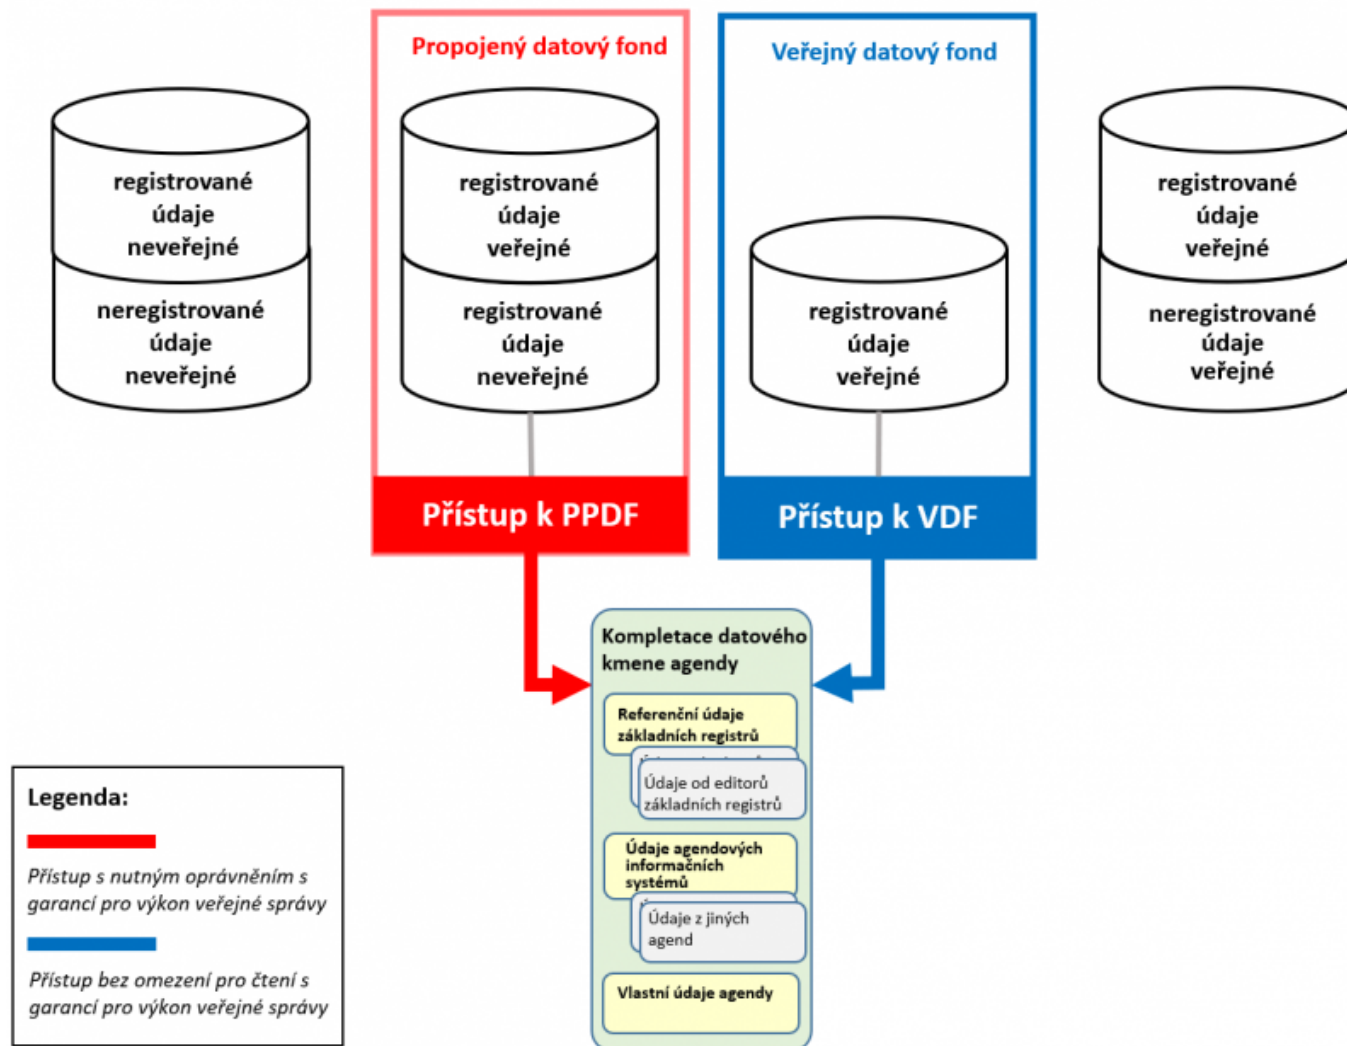 Propojený datový fond
Veřejný datový fond
registrované
údaje
neveřejné
neregistrované
údaje
neveřejné
registrované
údaje
veřejné
registrované
údaje
neveřejné
registrované
údaje
veřejné
registrované
údaje
veřejné
neregistrované
údaje
veřejné
Přístup k PPDF
Přístup k VDF
Kompletace datového
kmene agendy
Referenční údaje
základních registrů
Údaje od editorů
základních registrů
Údaje agendových
informačních
systémů
Údaje z jiných
agend
Vlastní údaje agendy
Legenda:
Přístup s nutným oprávněním s
garancí pro výkon veřejné správy
Přístup bez omezení pro čtení s
garancí pro výkon veřejné správy